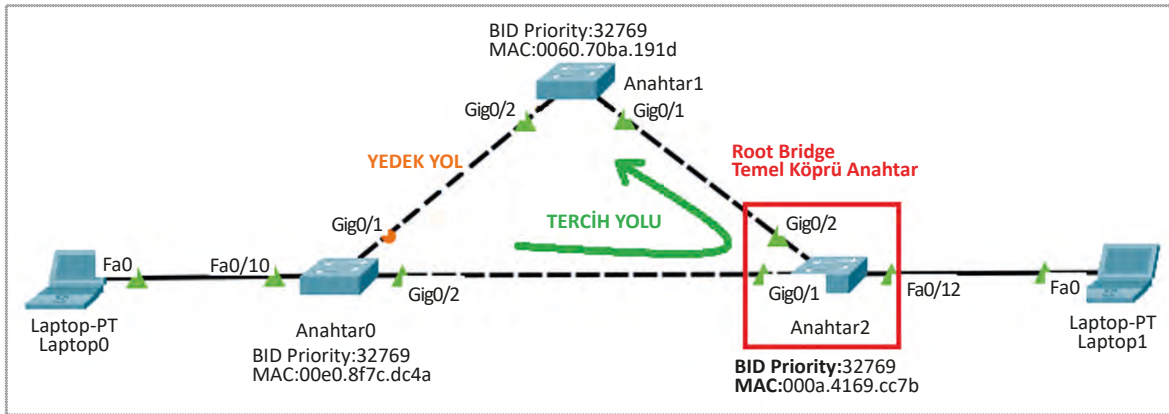 BID Priority:32769
MAC:0060.70ba.191d
Anahtar1
Gig0/2
Gig0/1
YEDEK YOL
Root Bridge
Temel Köprü Anahtar
TERCİH YOLU
Gig0/1
Gig0/2
Fa0
Fa0/10
Gig0/2
Gig0/1
Fa0/12
Fa0
Laptop-PT
Laptop0
Anahtar0
BID Priority:32769
MAC:00e0.8f7c.dc4a
Anahtar2
BID Priority:32769
MAC:000a.4169.cc7b
Laptop-PT
Laptop1